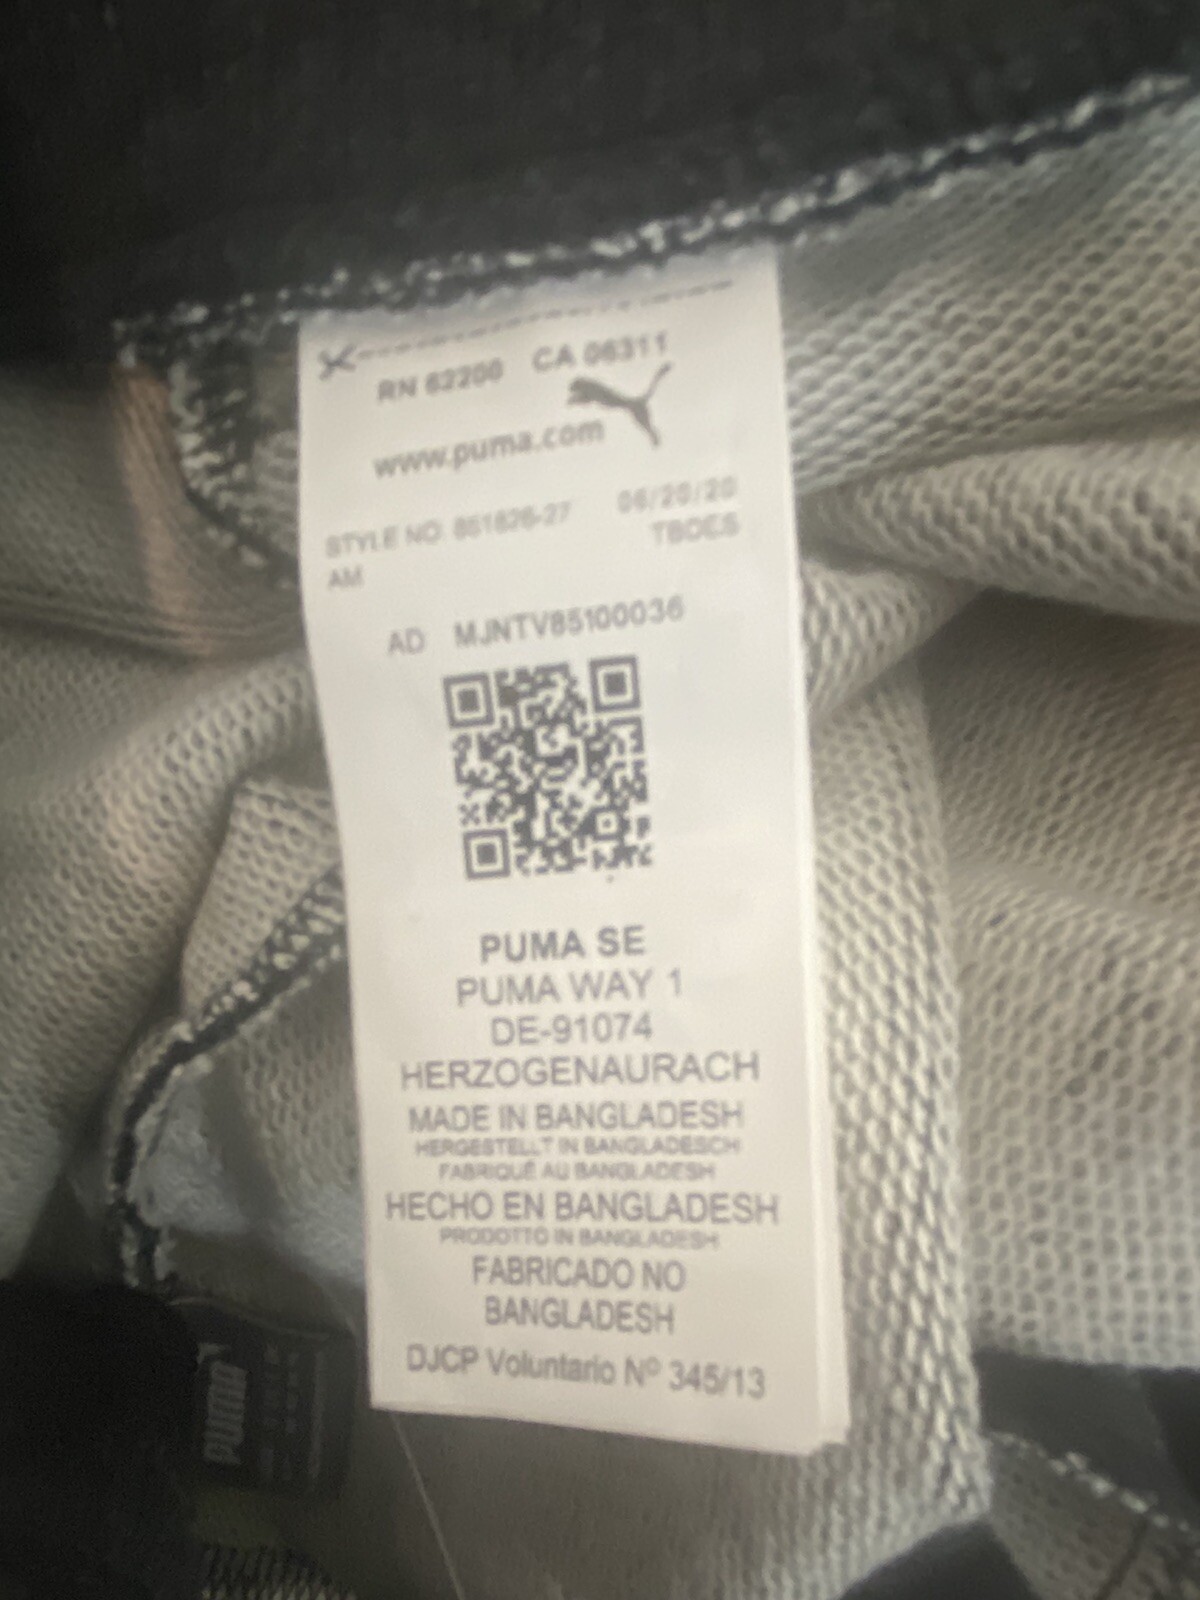 RN 62200 CA 06311
www.puma.com
STYLE NO 851826-27 06/20/20
AM TBOES
AD MJNTV85100036
PUMA SE
PUMA WAY 1
DE-91074
HERZOGENAURACH
MADE IN BANGLADESH
HERGESTELLT IN BANGLADESCH
FABRIQUÉ AU BANGLADESH
HECHO EN BANGLADESH
PRODOTTO IN BANGLADESH
FABRICADO NO
BANGLADESH
DJCP Voluntario Nº 345/13
PUMA